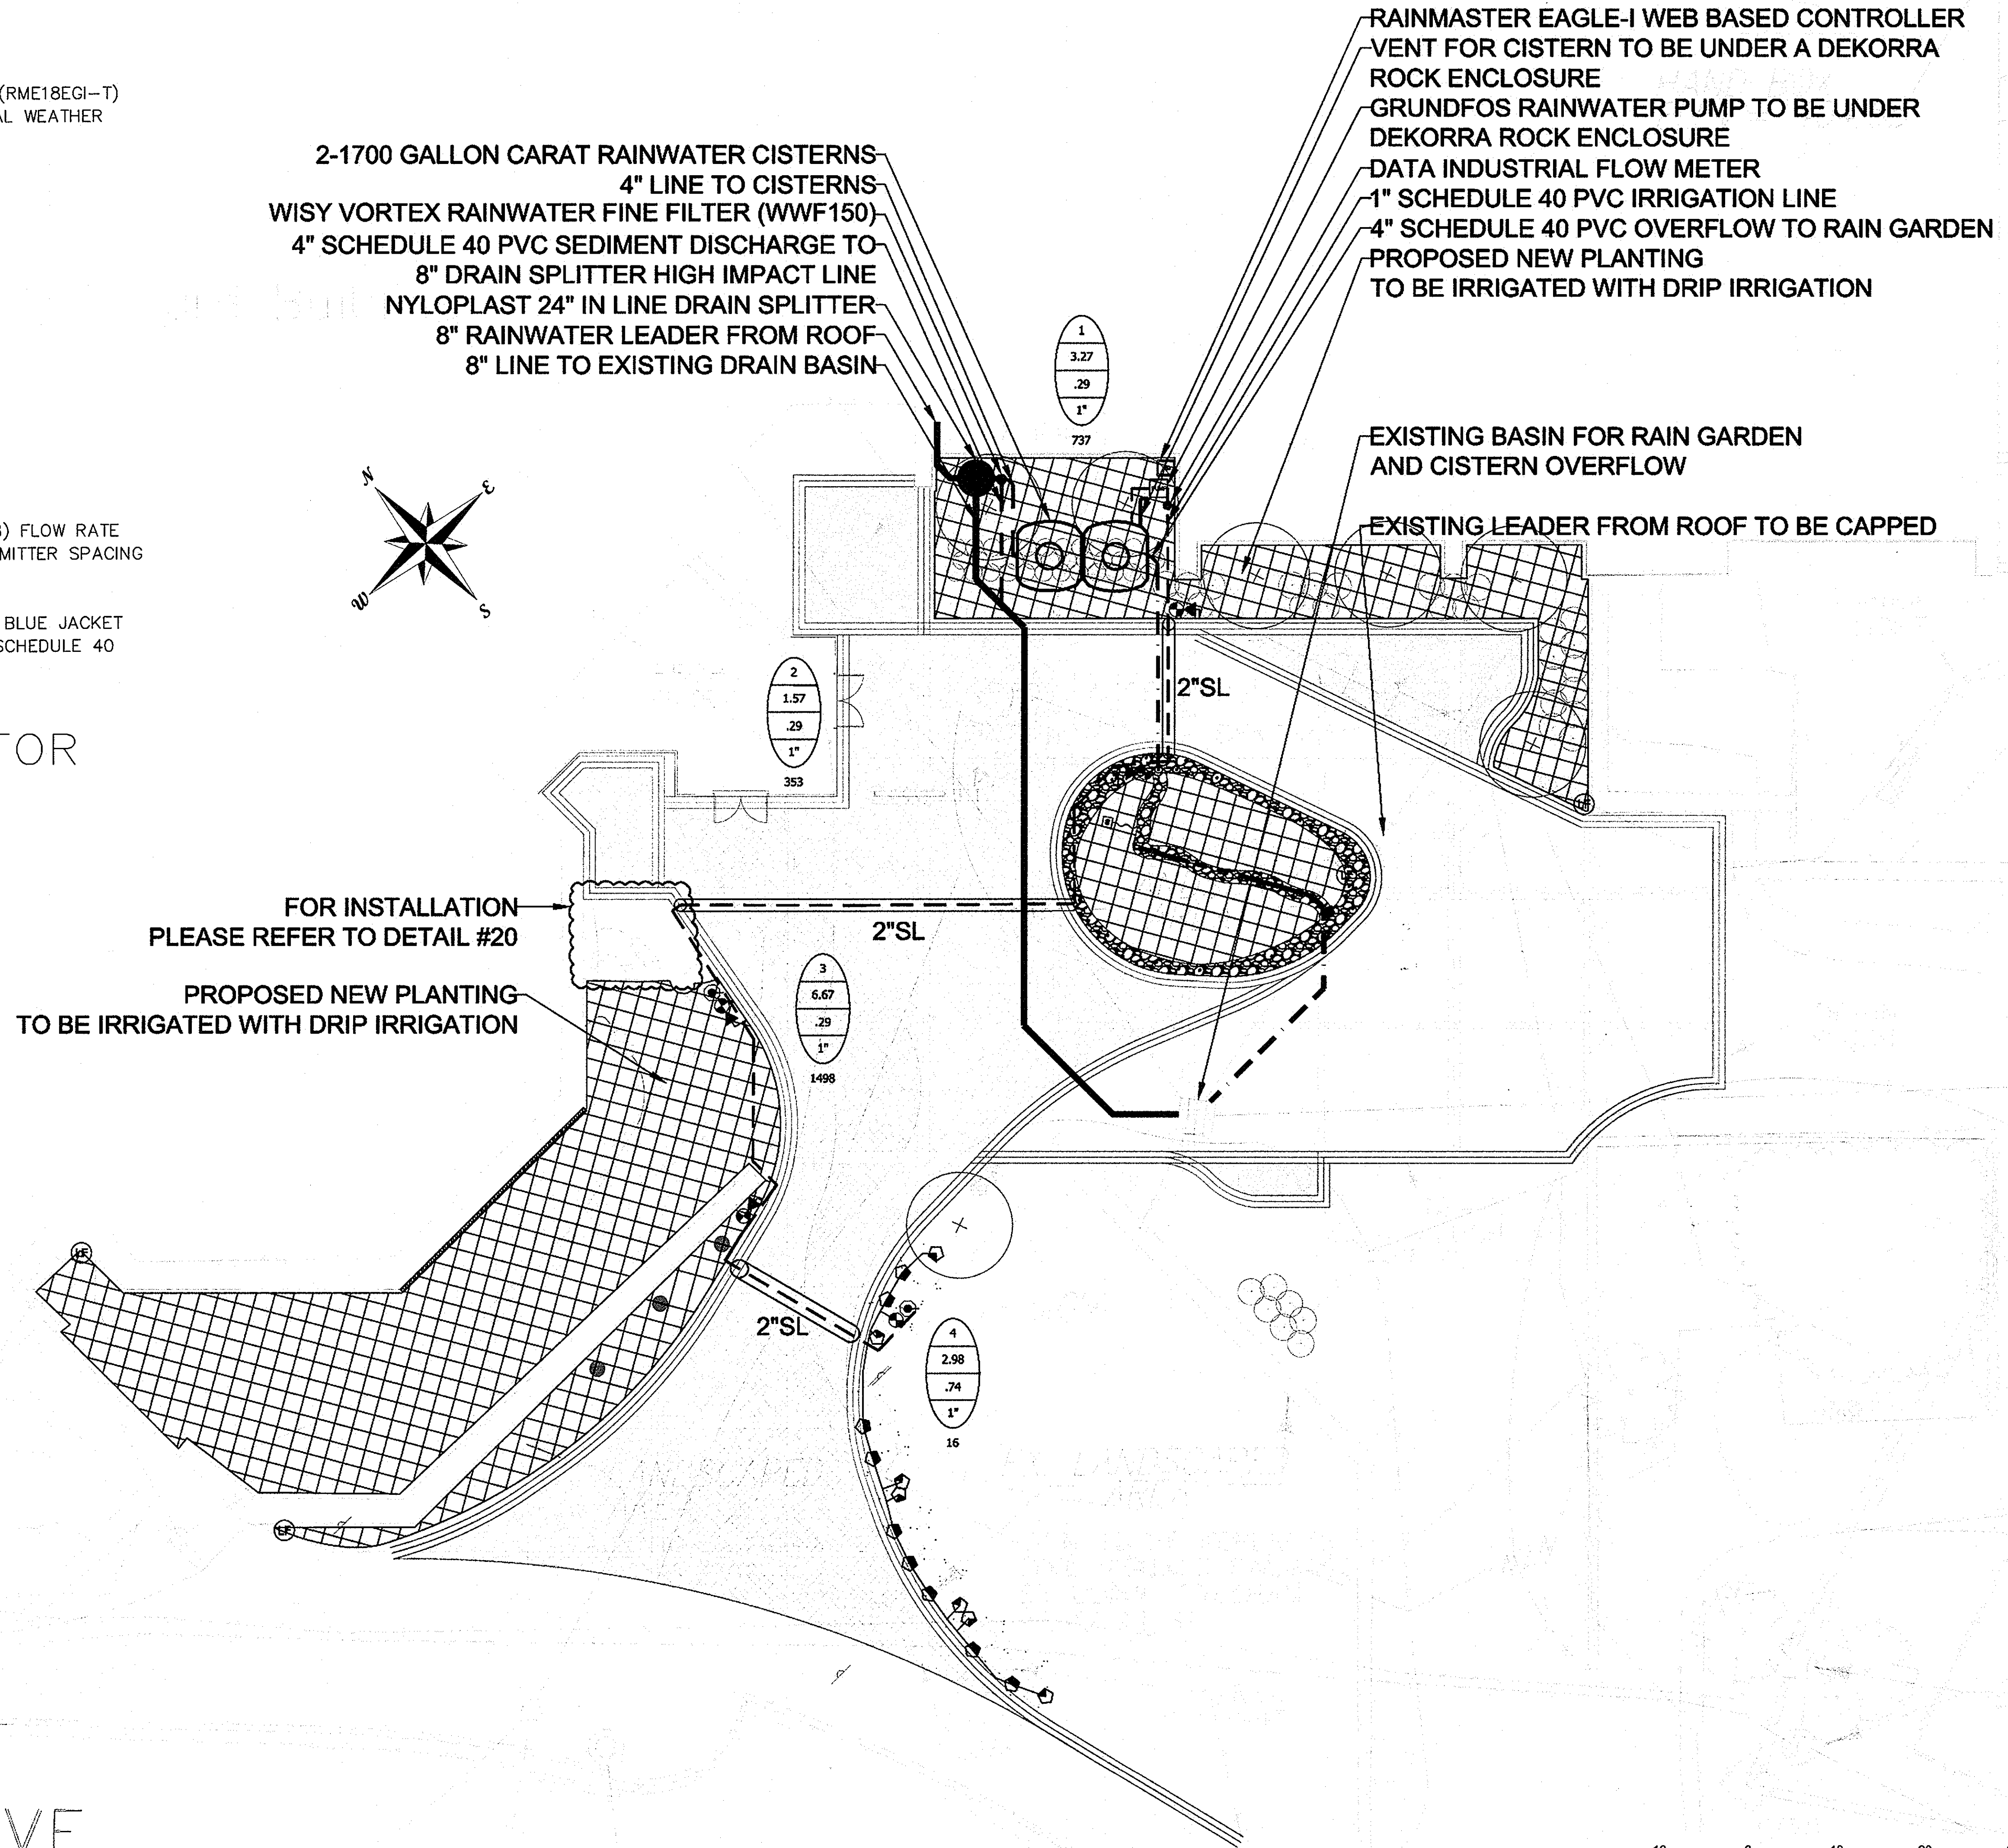 RAINMASTER EAGLE-I WEB BASED CONTROLLER
VENT FOR CISTERN TO BE UNDER A DEKORRA
ROCK ENCLOSURE
GRUNDFOS RAINWATER PUMP TO BE UNDER
DEKORRA ROCK ENCLOSURE
DATA INDUSTRIAL FLOW METER
1" SCHEDULE 40 PVC IRRIGATION LINE
4" SCHEDULE 40 PVC OVERFLOW TO RAIN GARDEN
PROPOSED NEW PLANTING
TO BE IRRIGATED WITH DRIP IRRIGATION
(RME18EGI-T)
WEATHER
2-1700 GALLON CARAT RAINWATER CISTERNS
4" LINE TO CISTERNS
WISY VORTEX RAINWATER FINE FILTER (WWF150)
4" SCHEDULE 40 PVC SEDIMENT DISCHARGE TO
8" DRAIN SPLITTER HIGH IMPACT LINE
NYLOPLAST 24" IN LINE DRAIN SPLITTER
8" RAINWATER LEADER FROM ROOF
8" LINE TO EXISTING DRAIN BASIN
1
3.27
.29
1"
737
EXISTING BASIN FOR RAIN GARDEN
AND CISTERN OVERFLOW
EXISTING LEADER FROM ROOF TO BE CAPPED
N
E
W
S
) FLOW RATE
MITTER SPACING
BLUE JACKET
SCHEDULE 40
TOR
2
1.57
.29
1"
353
2"SL
FOR INSTALLATION
PLEASE REFER TO DETAIL #20
2"SL
PROPOSED NEW PLANTING
TO BE IRRIGATED WITH DRIP IRRIGATION
3
6.67
.29
1"
1498
LF
LF
LF
2"SL
4
2.98
.74
1"
16
VE